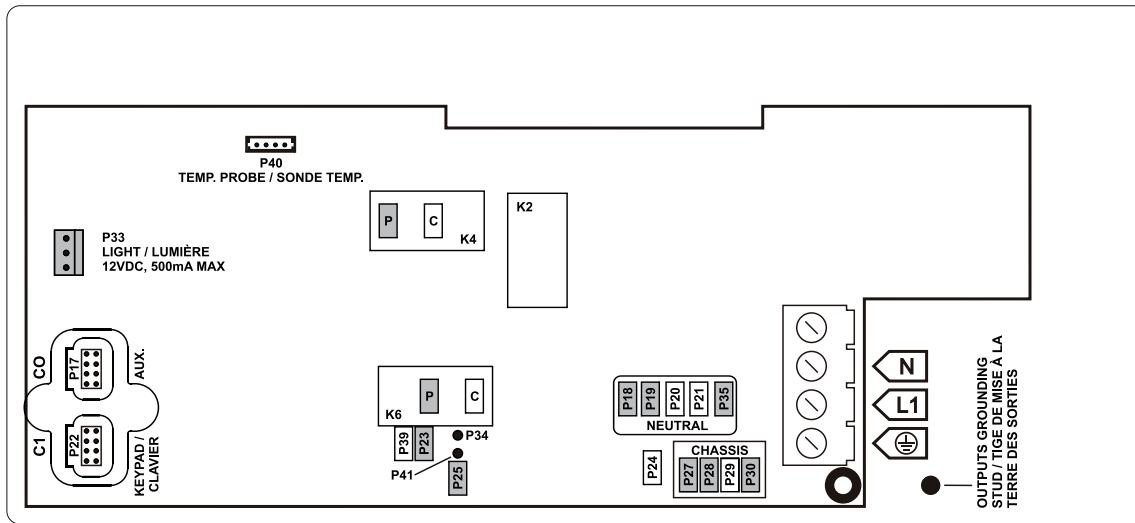 P40
TEMP. PROBE / SONDE TEMP.
P
C
K4
K2
P33
LIGHT / LUMIÈRE
12VDC, 500mA MAX
CO
P17
AUX.
C1
P22
KEYPAD /
CLAVIER
P
C
K6
P39
P23
P34
P41
P25
P18
P19
P20
P21
P35
NEUTRAL
P24
CHASSIS
P27
P28
P29
P30
N
L1
OUTPUTS GROUNDING
STUD / TIGE DE MISE À LA
TERRE DES SORTIES